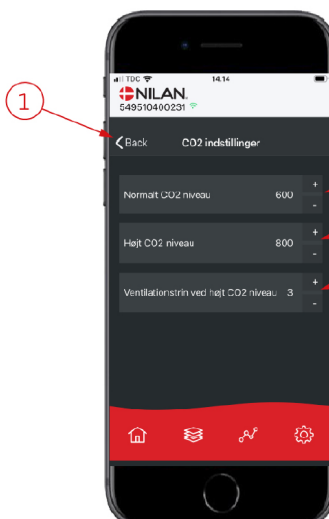 1
TDC 14.14
NILAN.
549510400231
Back CO2 indstillinger
Normalt CO2 niveau 600 +
-
Højt CO2 niveau 800 +
-
Ventilationstrin ved højt CO2 niveau 3 +
-